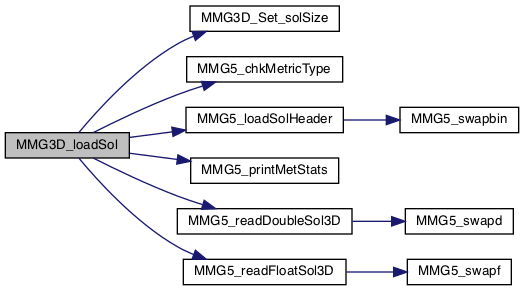 MMG3D_Set_solSize
MMG5_chkMetricType
MMG3D_loadSol
MMG5_loadSolHeader
MMG5_swapbin
MMG5_printMetStats
MMG5_readDoubleSol3D
MMG5_swapd
MMG5_readFloatSol3D
MMG5_swapf